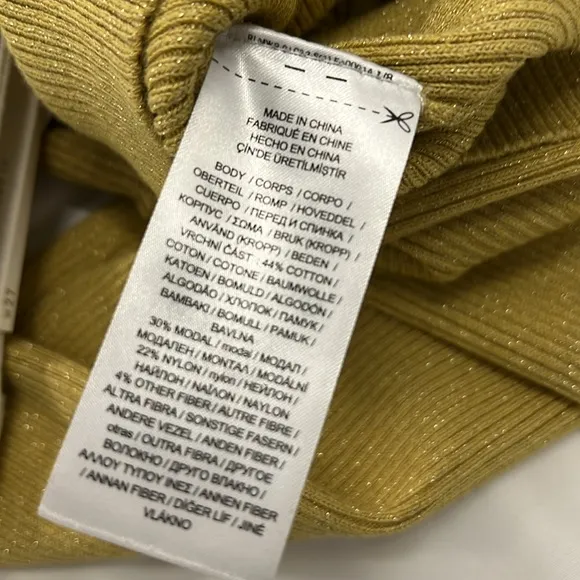 MADE IN CHINA
FABRIQUÉ EN CHINE
HECHO EN CHINA
ÇİN'DE ÜRETİLMİSTİR
BODY / CORPS / CORPO /
OBERTEIL / ROMP / HOVEDDEL /
CUERPO / ПЕРЕД И СПИНКА /
KOPПУС / ΣΩΜΑ / BRUK (KROPP) /
ANVÄND (KROPP) / BEDEN /
VRCHNÍ ČÁST : 44% COTTON /
COTON / COTONE / BAUMWOLLE /
KATOEN / BOMULD / ALGODÓN /
ALGODÃO / ХЛОПОК / ПАМУК /
ΒΑΜΒΑΚΙ / BOMULL / PAMUK /
BAVLNA
30% MODAL / modal / МОДАЛ /
МОДАЛЕН / ΜΟΝΤΑΛ / MODÁLNÍ
22% NYLON / nylon / НЕЙЛОН /
НАЙЛОН / ΝΑΪΛΟΝ / NAYLON
4% OTHER FIBER / AUTRE FIBRE /
ALTRA FIBRA / SONSTIGE FASERN /
ANDERE VEZEL / ANDEN FIBER /
otras / OUTRA FIBRA / ДРУГОЕ
ВОЛОКНО / ДРУГО ВЛАКНО /
ΑΛΛΟΥ ΤΥΠΟΥ ΙΝΕΣ / ANNEN FIBER
/ ANNAN FIBER / DİĞER LİF / JINÉ
VLÁKNO